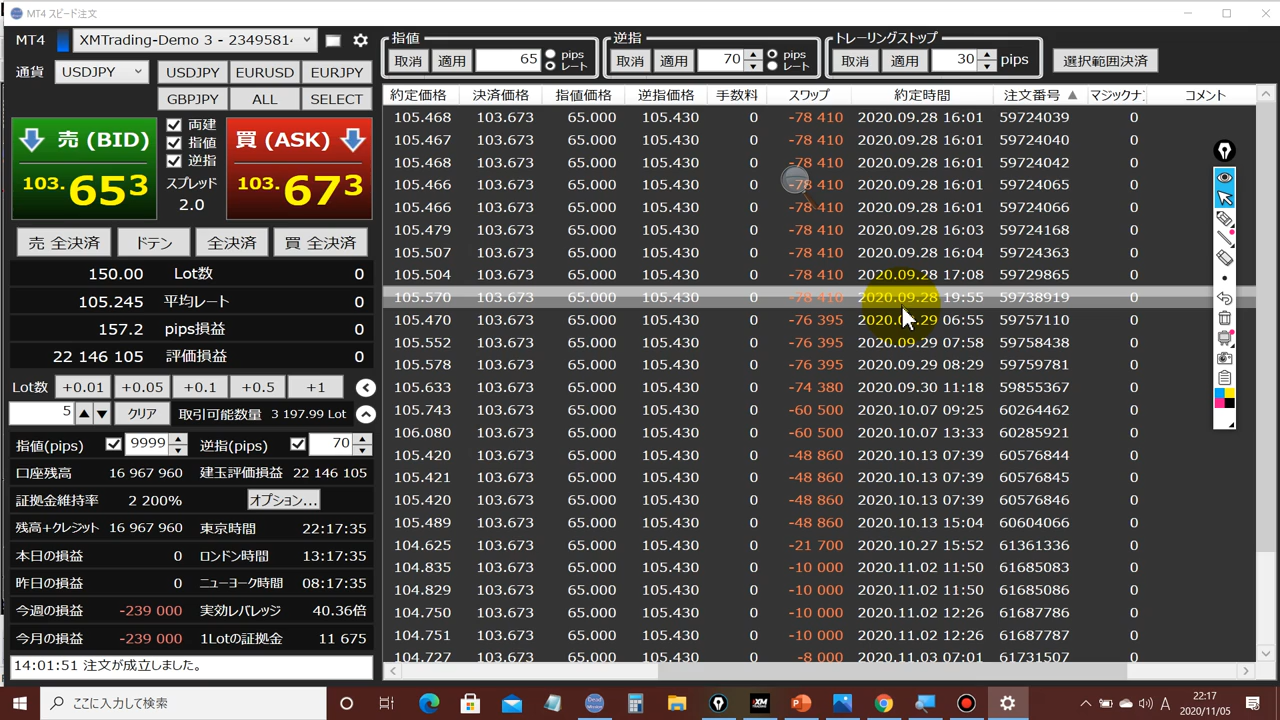 MT4 スピード注文
MT4 XMTrading-Demo 3 - 2349581
通貨 USDJPY USDJPY EURUSD EURJPY
GBPJPY ALL SELECT
指値
取消 適用 65 pips レート
逆指
取消 適用 70 pips レート
トレーリングストップ
取消 適用 30 pips
選択範囲決済
売 (BID)
103.653
両建
指値
逆指
スプレッド
2.0
買 (ASK)
103.673
売 全決済 ドテン 全決済 買 全決済
150.00 Lot数 0
105.245 平均レート 0
157.2 pips損益 0
22 146 105 評価損益 0
Lot数 +0.01 +0.05 +0.1 +0.5 +1
5 クリア 取引可能数量 3 197.99 Lot
指値(pips) 9999 逆指(pips) 70
口座残高 16 967 960 建玉評価損益 22 146 105
証拠金維持率 2 200% オプション...
残高+クレジット 16 967 960 東京時間 22:17:35
本日の損益 0 ロンドン時間 13:17:35
昨日の損益 0 ニューヨーク時間 08:17:35
今週の損益 -239 000 実効レバレッジ 40.36倍
今月の損益 -239 000 1Lotの証拠金 11 675
14:01:51 注文が成立しました。
約定価格 決済価格 指値価格 逆指価格 手数料 スワップ 約定時間 注文番号 マジックナ コメント
105.468 103.673 65.000 105.430 0 -78 410 2020.09.28 16:01 59724039 0
105.467 103.673 65.000 105.430 0 -78 410 2020.09.28 16:01 59724040 0
105.468 103.673 65.000 105.430 0 -78 410 2020.09.28 16:01 59724042 0
105.466 103.673 65.000 105.430 0 -78 410 2020.09.28 16:01 59724065 0
105.466 103.673 65.000 105.430 0 -78 410 2020.09.28 16:01 59724066 0
105.479 103.673 65.000 105.430 0 -78 410 2020.09.28 16:03 59724168 0
105.507 103.673 65.000 105.430 0 -78 410 2020.09.28 16:04 59724363 0
105.504 103.673 65.000 105.430 0 -78 410 2020.09.28 17:08 59729865 0
105.570 103.673 65.000 105.430 0 -78 410 2020.09.28 19:55 59738919 0
105.470 103.673 65.000 105.430 0 -76 395 2020.09.29 06:55 59757110 0
105.552 103.673 65.000 105.430 0 -76 395 2020.09.29 07:58 59758438 0
105.578 103.673 65.000 105.430 0 -76 395 2020.09.29 08:29 59759781 0
105.633 103.673 65.000 105.430 0 -74 380 2020.09.30 11:18 59855367 0
105.743 103.673 65.000 105.430 0 -60 500 2020.10.07 09:25 60264462 0
106.080 103.673 65.000 105.430 0 -60 500 2020.10.07 13:33 60285921 0
105.420 103.673 65.000 105.430 0 -48 860 2020.10.13 07:39 60576844 0
105.421 103.673 65.000 105.430 0 -48 860 2020.10.13 07:39 60576845 0
105.420 103.673 65.000 105.430 0 -48 860 2020.10.13 07:39 60576846 0
105.489 103.673 65.000 105.430 0 -48 860 2020.10.13 15:04 60604066 0
104.625 103.673 65.000 105.430 0 -21 700 2020.10.27 15:52 61361336 0
104.835 103.673 65.000 105.430 0 -10 000 2020.11.02 11:50 61685083 0
104.829 103.673 65.000 105.430 0 -10 000 2020.11.02 11:50 61685086 0
104.750 103.673 65.000 105.430 0 -10 000 2020.11.02 12:26 61687786 0
104.751 103.673 65.000 105.430 0 -10 000 2020.11.02 12:26 61687787 0
104.727 103.673 65.000 105.430 0 -8 000 2020.11.03 07:01 61731507 0
ここに入力して検索
A 22:17
2020/11/05